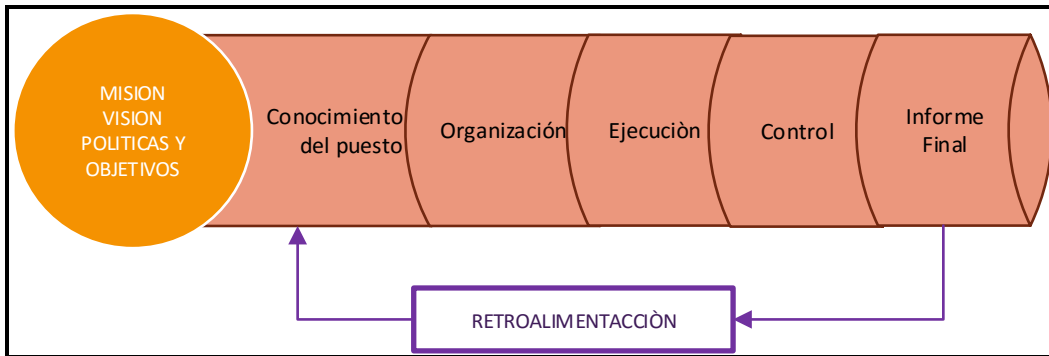 MISION
VISION
POLITICAS Y
OBJETIVOS
Conocimiento
del puesto
Organización
Ejecuciòn
Control
Informe
Final
RETROALIMENTACCIÒN